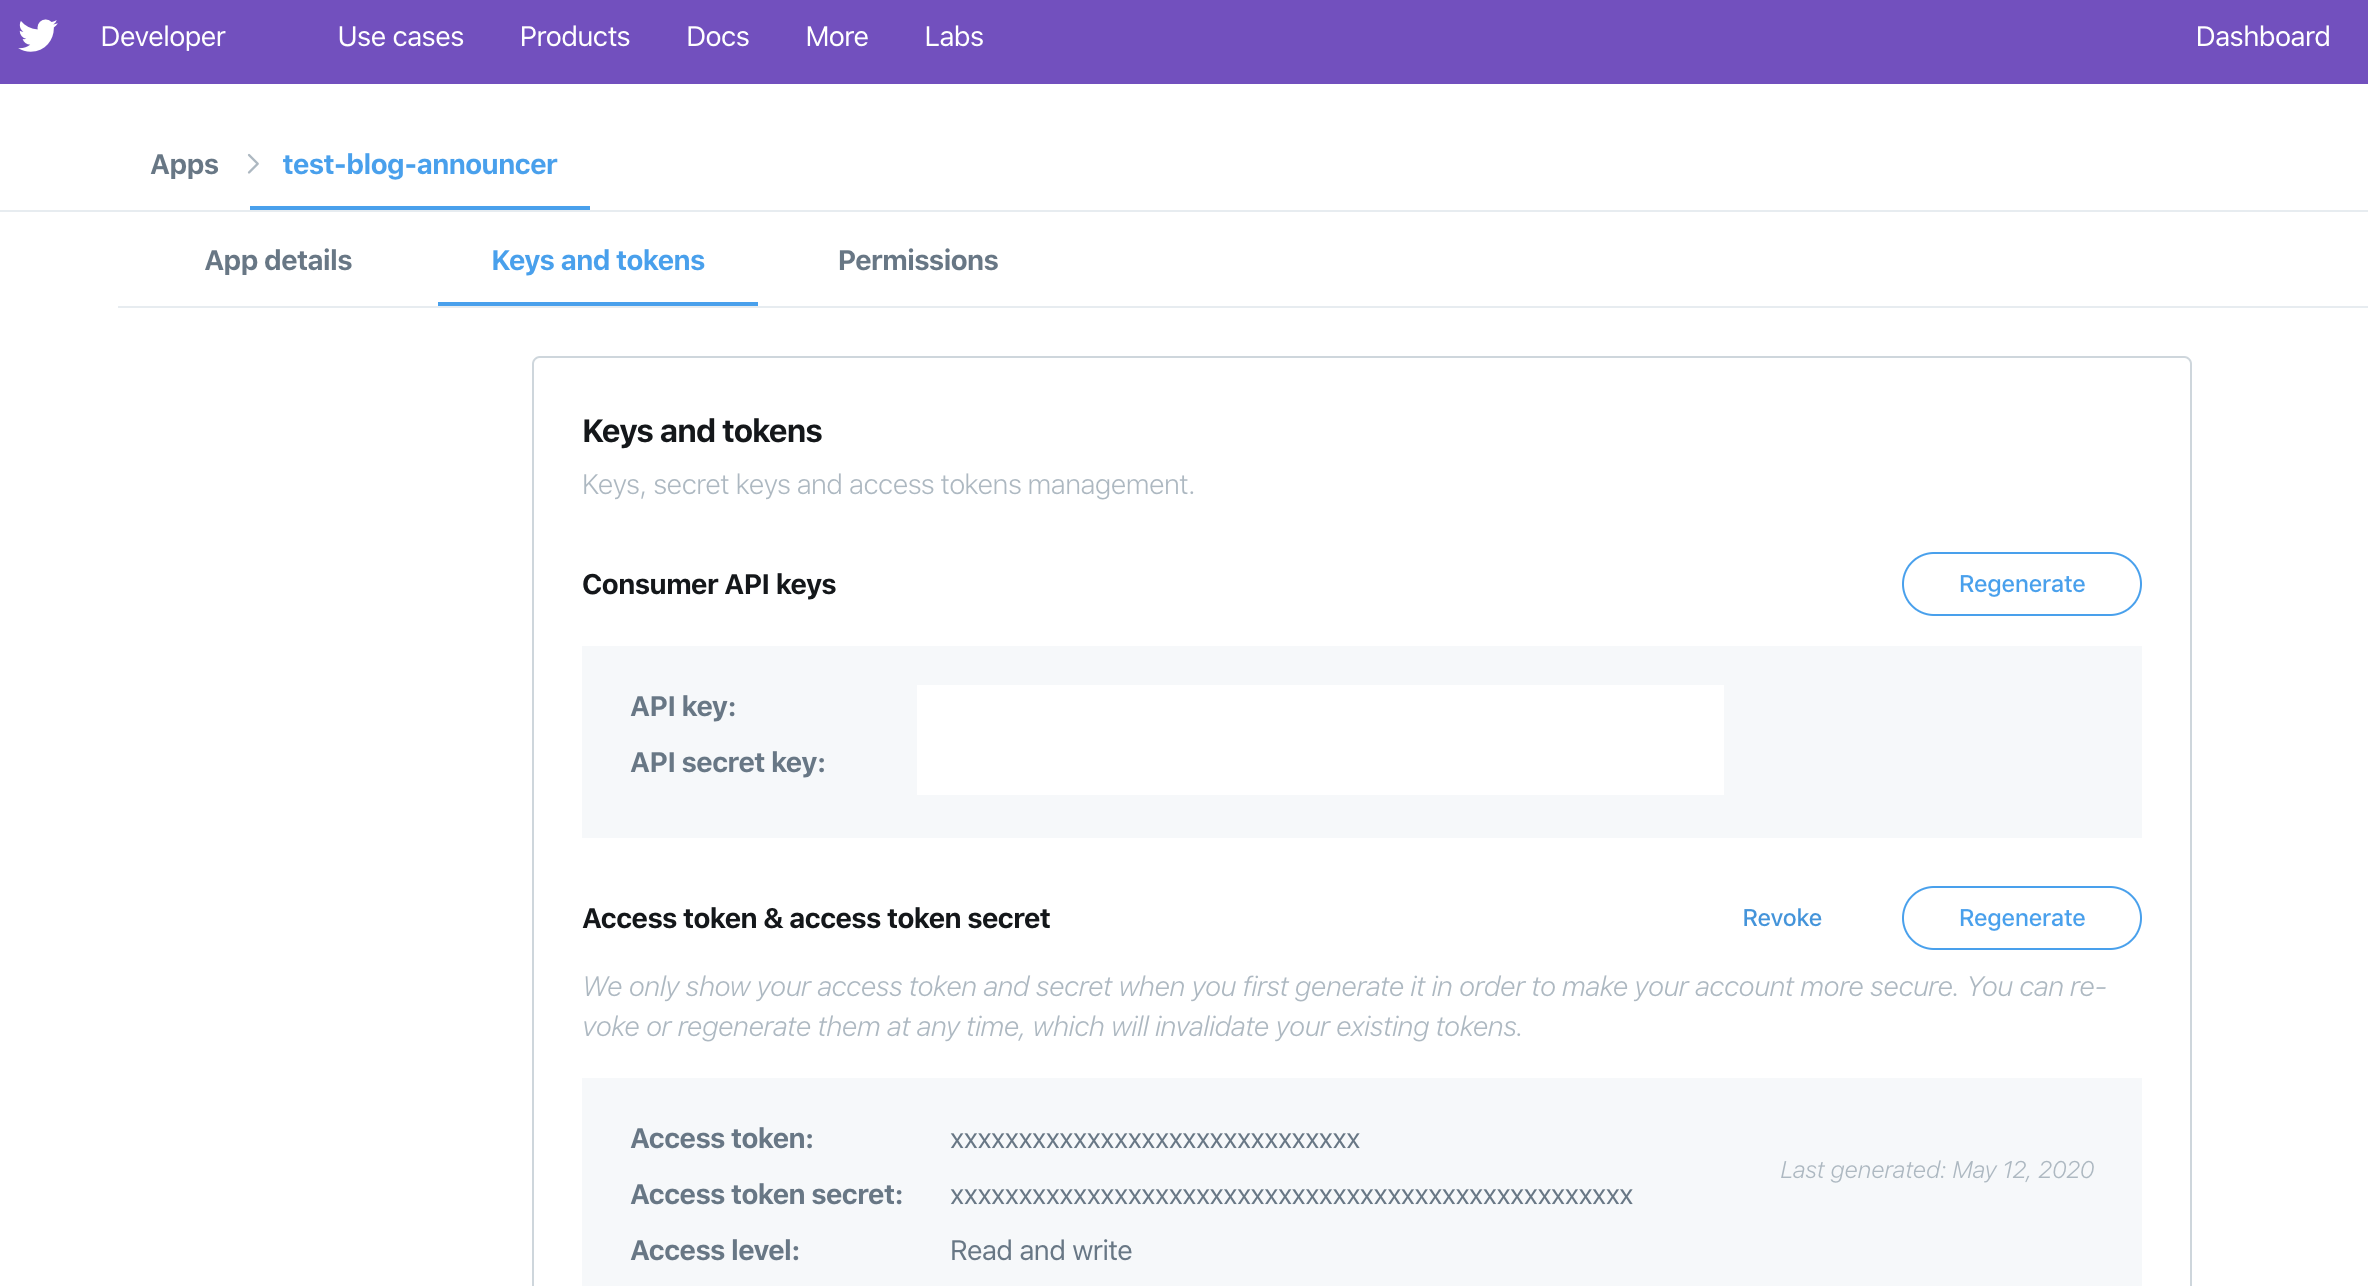 Developer Use cases Products Docs More Labs Dashboard
Apps test-blog-announcer
App details Keys and tokens Permissions
Keys and tokens
Keys, secret keys and access tokens management.
Consumer API keys Regenerate
API key:
API secret key:
Access token & access token secret Revoke Regenerate
We only show your access token and secret when you first generate it in order to make your account more secure. You can re-
voke or regenerate them at any time, which will invalidate your existing tokens.
Access token: xxxxxxxxxxxxxxxxxxxxxxxxxxxxxx
Last generated: May 12, 2020
Access token secret: xxxxxxxxxxxxxxxxxxxxxxxxxxxxxxxxxxxxxxxxxxxxxxxxxx
Access level: Read and write